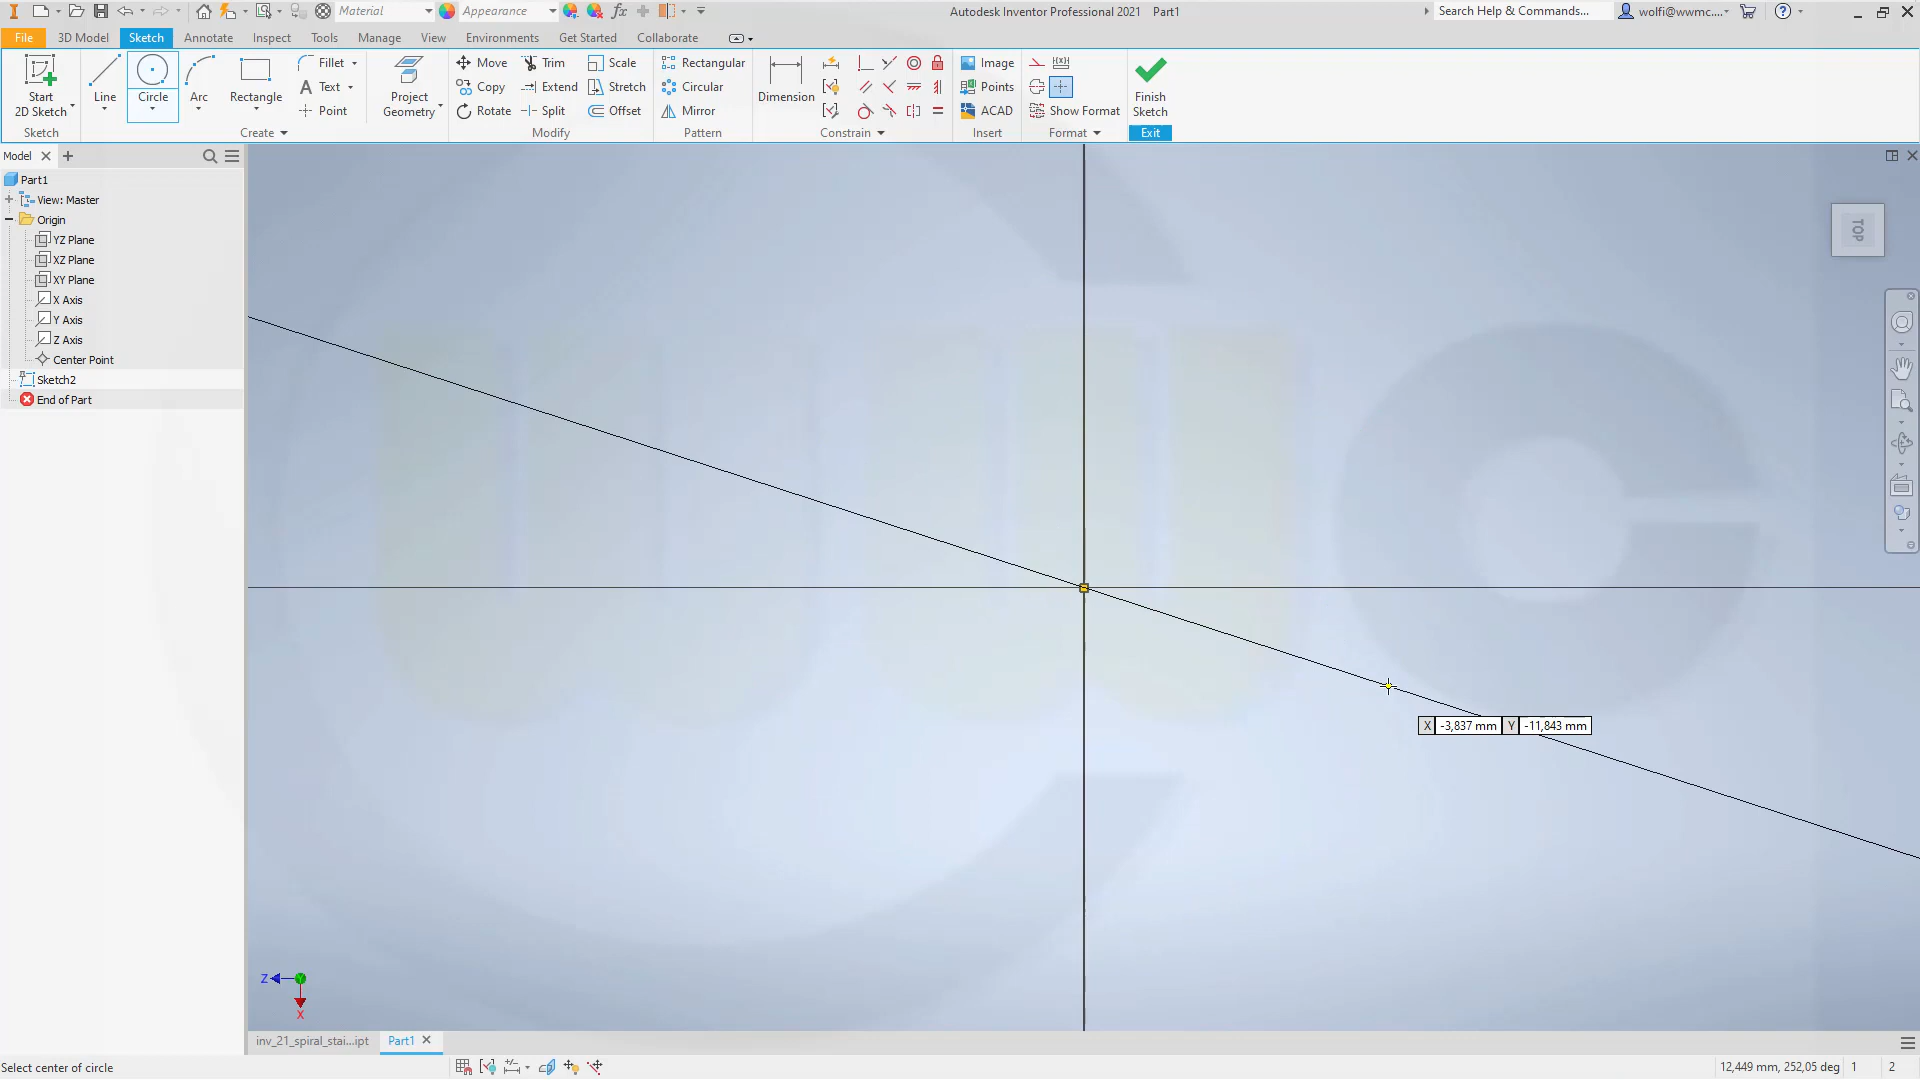 Material
Appearance
Autodesk Inventor Professional 2021 Part1
Search Help & Commands...
wolfi@wwmc....
File
3D Model
Sketch
Annotate
Inspect
Tools
Manage
View
Environments
Get Started
Collaborate
Start
2D Sketch
Line
Circle
Arc
Rectangle
Fillet
Text
Point
Project
Geometry
Move
Copy
Rotate
Trim
Extend
Split
Scale
Stretch
Offset
Rectangular
Circular
Mirror
Dimension
Image
Points
ACAD
Show Format
Finish
Sketch
Sketch
Create
Modify
Pattern
Constrain
Insert
Format
Exit
Model
Part1
View: Master
Origin
YZ Plane
XZ Plane
XY Plane
X Axis
Y Axis
Z Axis
Center Point
Sketch2
End of Part
TOP
X -3,837 mm Y -11,843 mm
Z
X
inv_21_spiral_stai...ipt
Part1
Select center of circle
12,449 mm, 252,05 deg 1 2